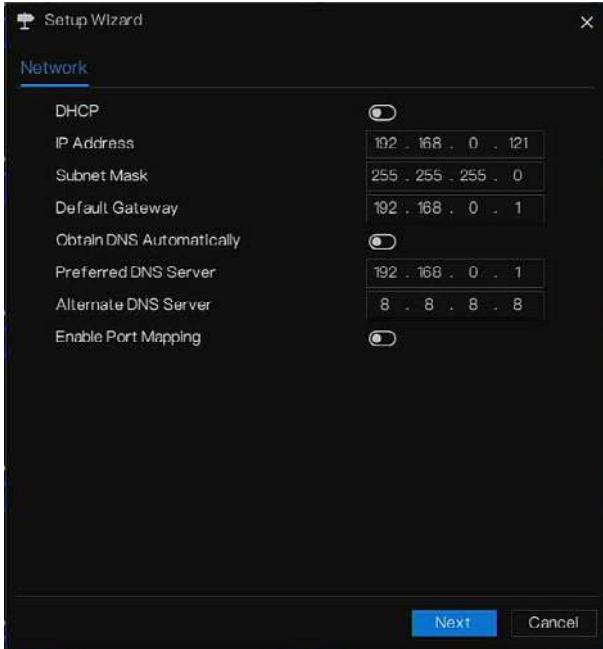 Setup Wizard
Network
DHCP
IP Address 192 . 168 . 0 . 121
Subnet Mask 255 . 255 . 255 . 0
Default Gateway 192 . 168 . 0 . 1
Obtain DNS Automatically
Preferred DNS Server 192 . 168 . 0 . 1
Alternate DNS Server 8 . 8 . 8 . 8
Enable Port Mapping
Next Cancel